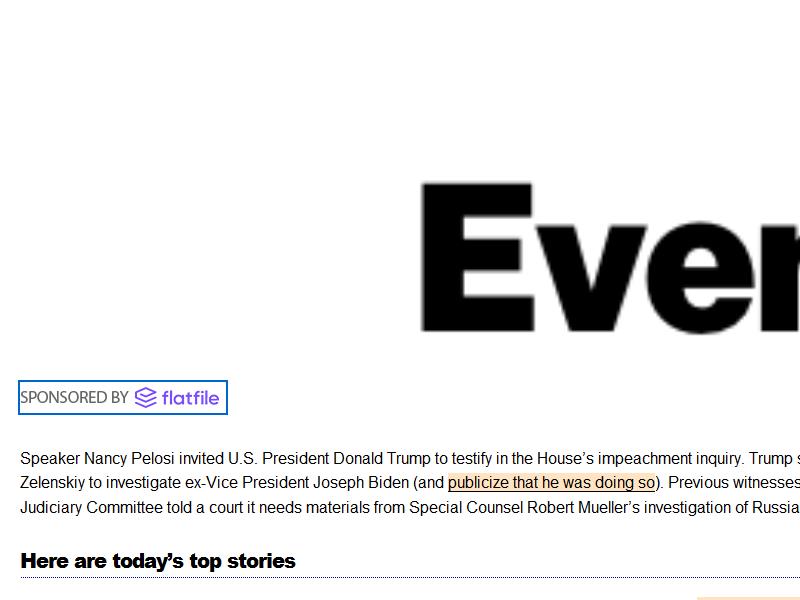 Ever
SPONSORED BY flatfile
Speaker Nancy Pelosi invited U.S. President Donald Trump to testify in the House’s impeachment inquiry. Trump s
Zelenskiy to investigate ex-Vice President Joseph Biden (and publicize that he was doing so). Previous witnesses
Judiciary Committee told a court it needs materials from Special Counsel Robert Mueller’s investigation of Russia
Here are today’s top stories